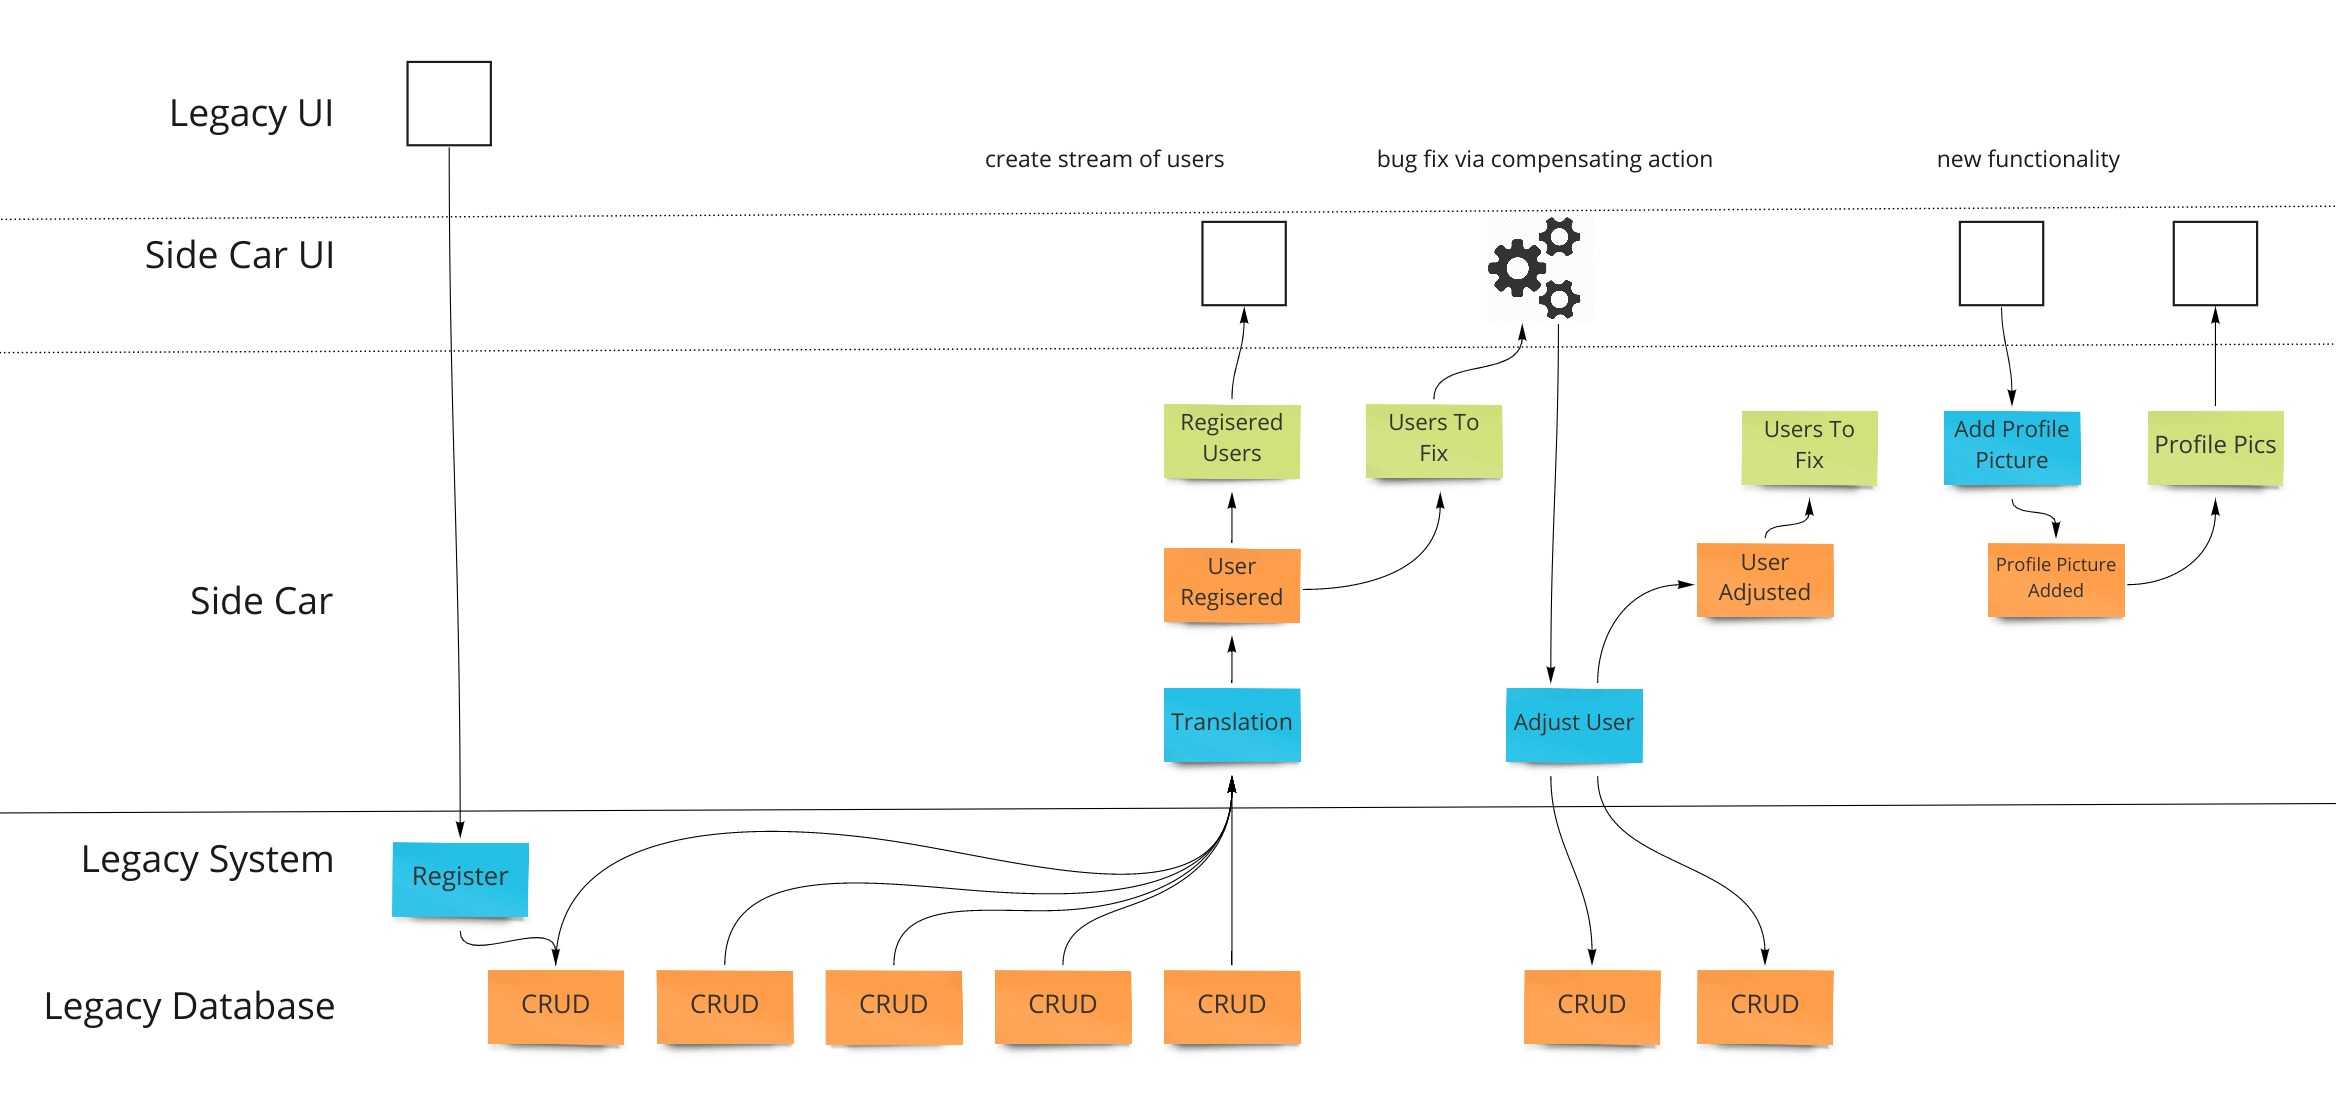 Legacy UI
create stream of users
bug fix via compensating action
new functionality
Side Car UI
Regisered
Users
Users To
Fix
Users To
Fix
Add Profile
Picture
Profile Pics
Side Car
User
Regisered
User
Adjusted
Profile Picture
Added
Translation
Adjust User
Legacy System
Register
Legacy Database
CRUD
CRUD
CRUD
CRUD
CRUD
CRUD
CRUD